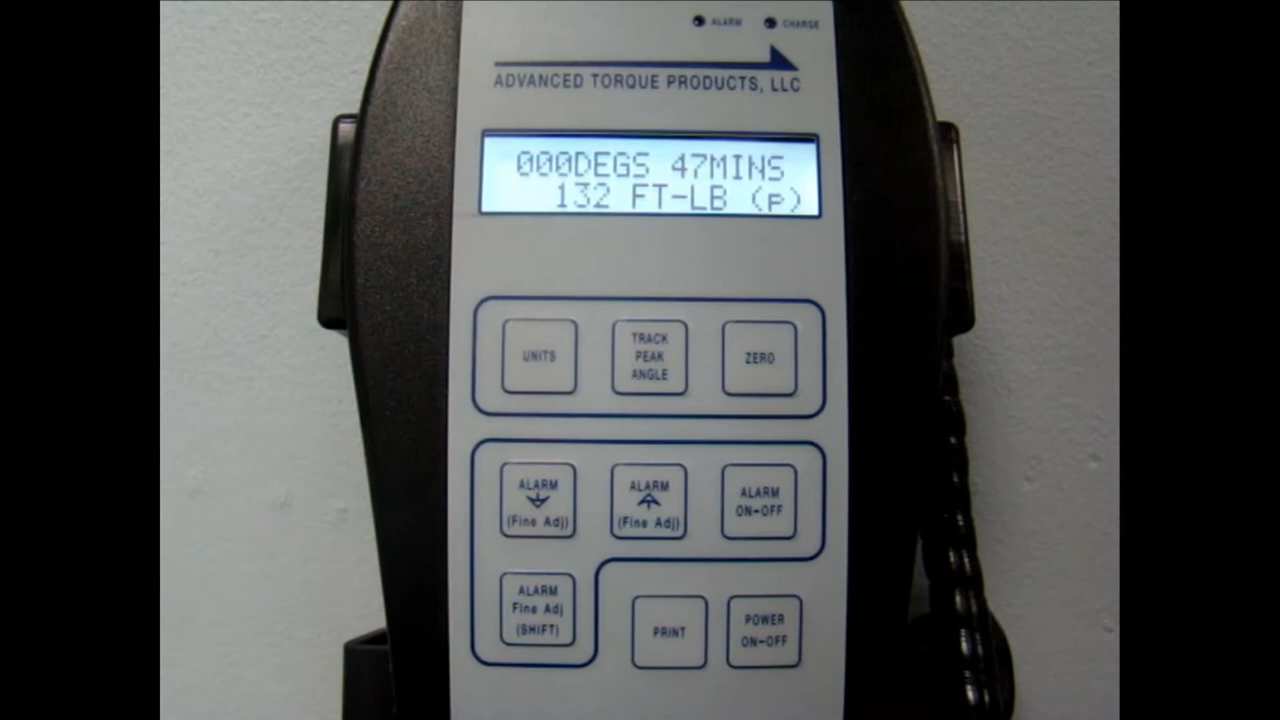 ALARM CHARGE
ADVANCED TORQUE PRODUCTS, LLC
000DEGS 47MINS
132 FT-LB (p)
UNITS
TRACK
PEAK
ANGLE
ZERO
ALARM
(Fine Adj)
ALARM
(Fine Adj)
ALARM
ON-OFF
ALARM
Fine Adj
(SHIFT)
PRINT
POWER
ON-OFF